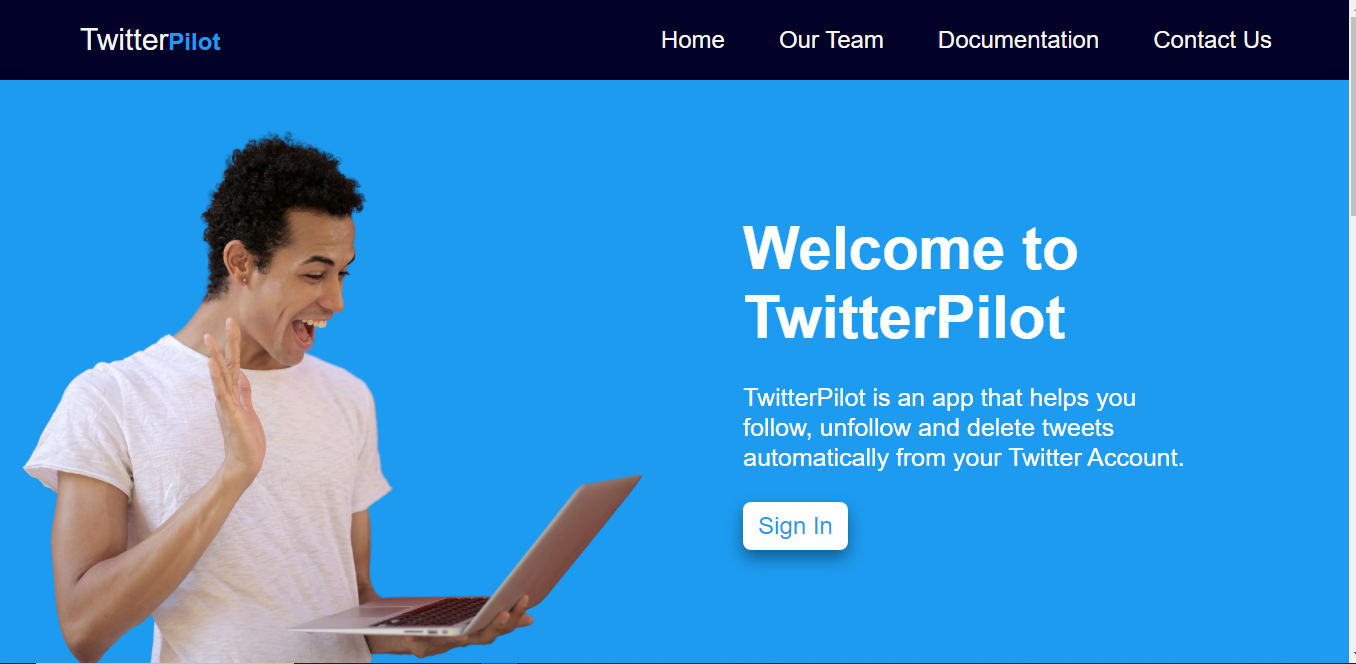 TwitterPilot Home Our Team Documentation Contact Us
Welcome to
TwitterPilot
TwitterPilot is an app that helps you
follow, unfollow and delete tweets
automatically from your Twitter Account.
Sign In